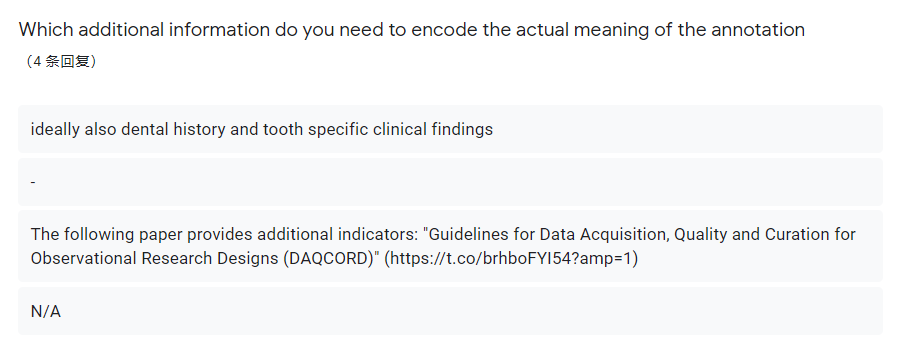 Which additional information do you need to encode the actual meaning of the annotation
（4 条回复）
ideally also dental history and tooth specific clinical findings
-
The following paper provides additional indicators: "Guidelines for Data Acquisition, Quality and Curation for
Observational Research Designs (DAQCORD)" (https://t.co/brhboFYI54?amp=1)
N/A